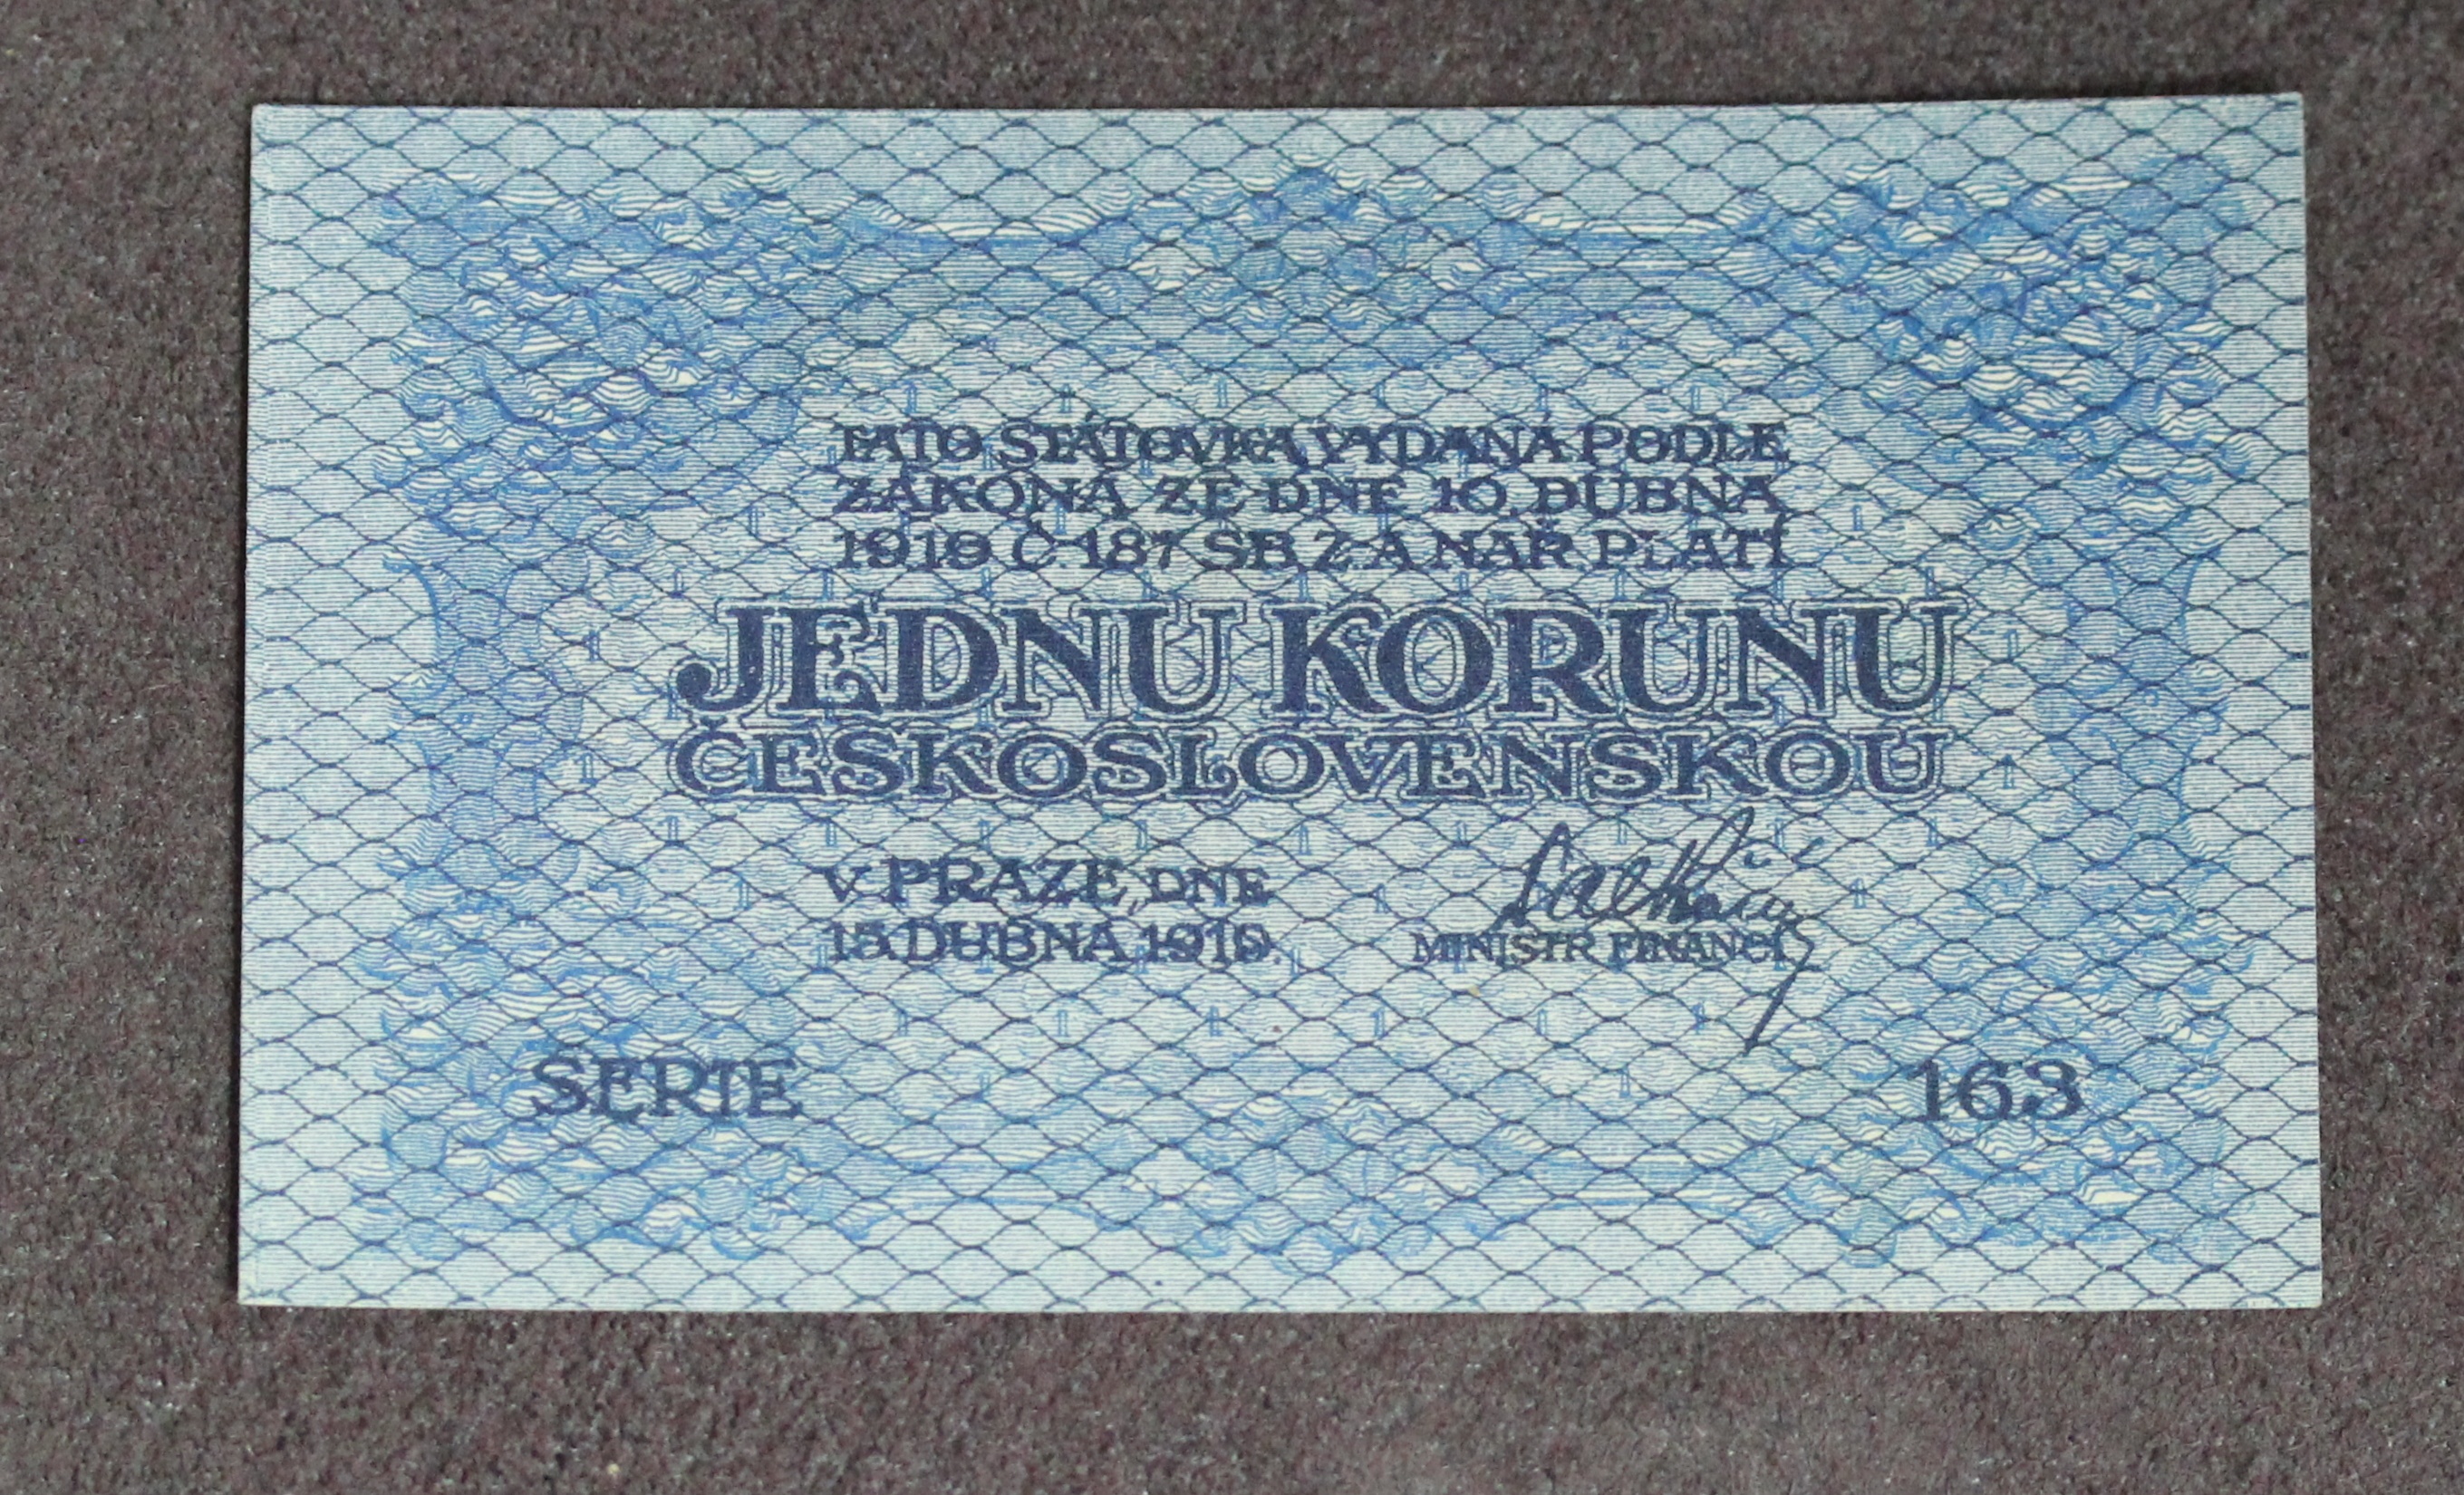 TATO STÁTOVKA VYDANÁ PODLE
ZÁKONA ZE DNE 10. DUBNA
1919 Č. 187 SB. Z. A NAŘ. PLATÍ
JEDNU KORUNU
ČESKOSLOVENSKOU
V PRAZE, DNE
15. DUBNA 1919.
MINISTR FINANCÍ
SERIE 163